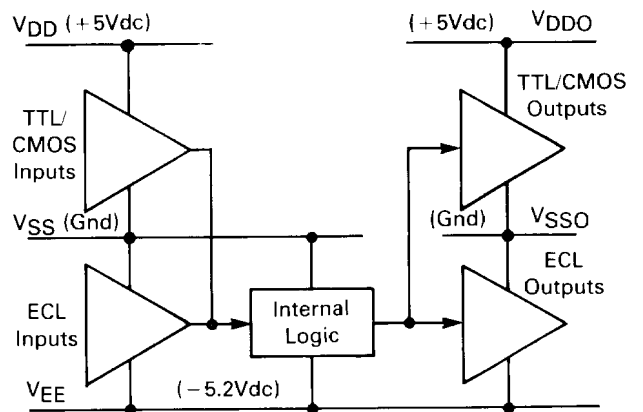 VDD (+5Vdc)
(+5Vdc) VDDO
TTL/
CMOS
Inputs
TTL/CMOS
Outputs
VSS (Gnd)
(Gnd) VSSO
ECL
Inputs
Internal
Logic
ECL
Outputs
VEE (−5.2Vdc)